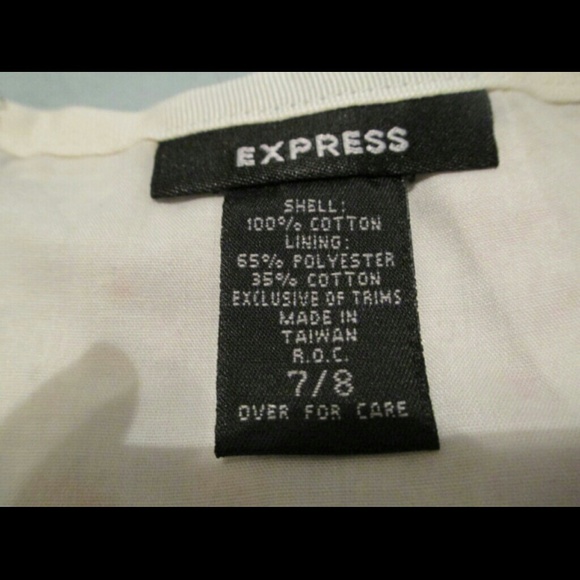 EXPRESS
SHELL:
100% COTTON
LINING:
65% POLYESTER
35% COTTON
EXCLUSIVE OF TRIMS
MADE IN
TAIWAN
R.O.C.
7/8
OVER FOR CARE